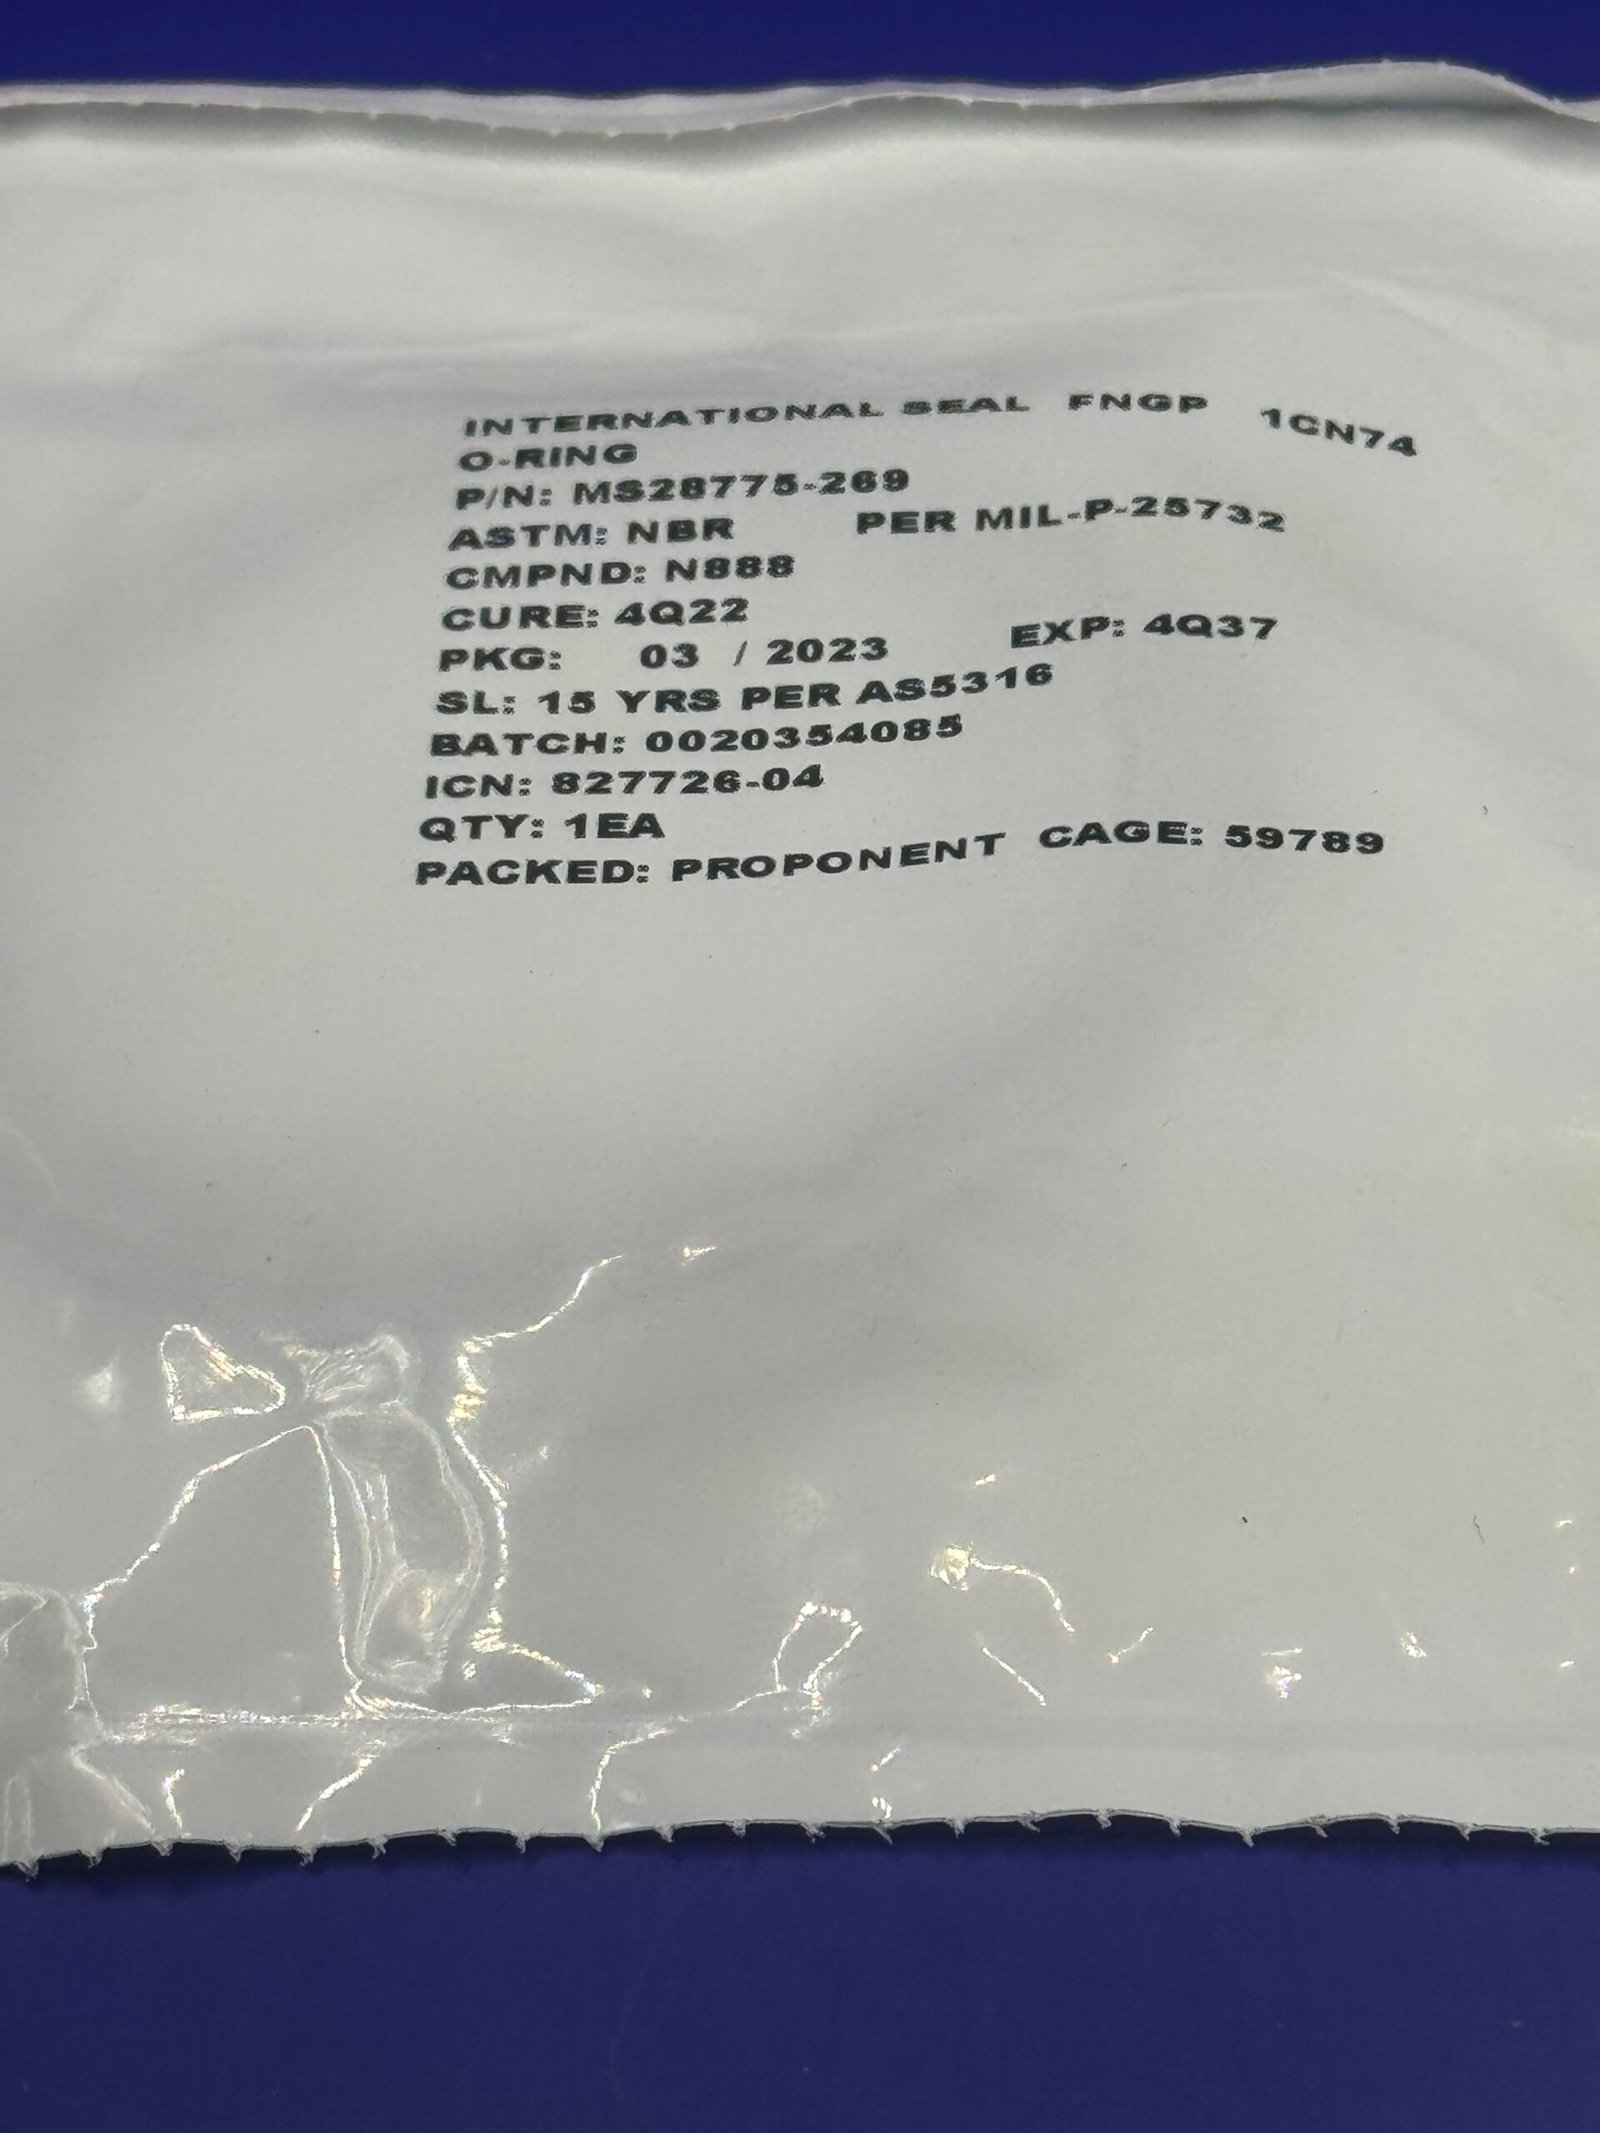 INTERNATIONAL SEAL FNGP 1CN74
O-RING
P/N: MS28775-269
ASTM: NBR PER MIL-P-25732
CMPND: N888
CURE: 4Q22
PKG: 03 / 2023 EXP: 4Q37
SL: 15 YRS PER AS5316
BATCH: 0020354085
ICN: 827726-04
QTY: 1EA
PACKED: PROPONENT CAGE: 59789